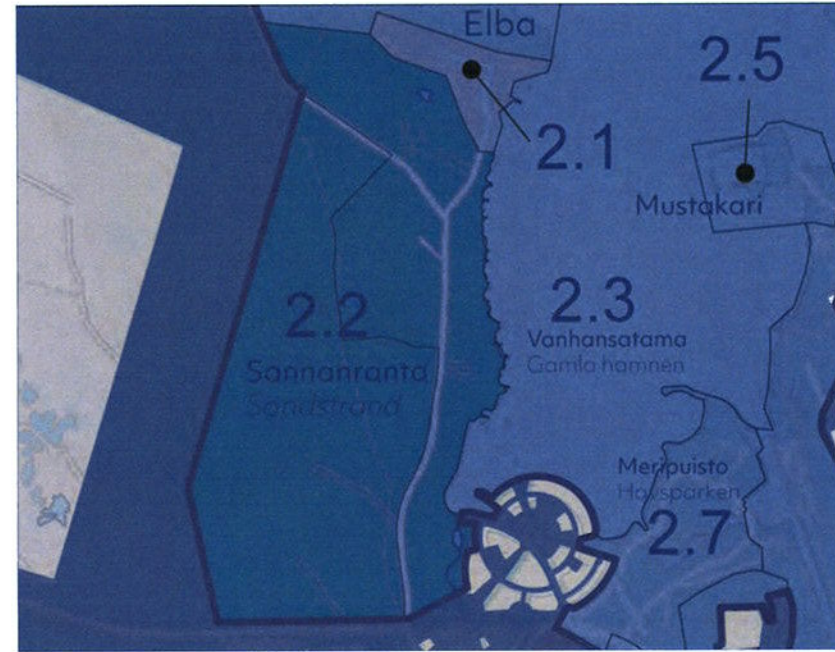 Elba
2.5
2.1
Mustakari
2.2
2.3
Vanhansatama
Gamla hamnen
Sannanranta
Sandstrand
Meripuisto
Havsparken
2.7